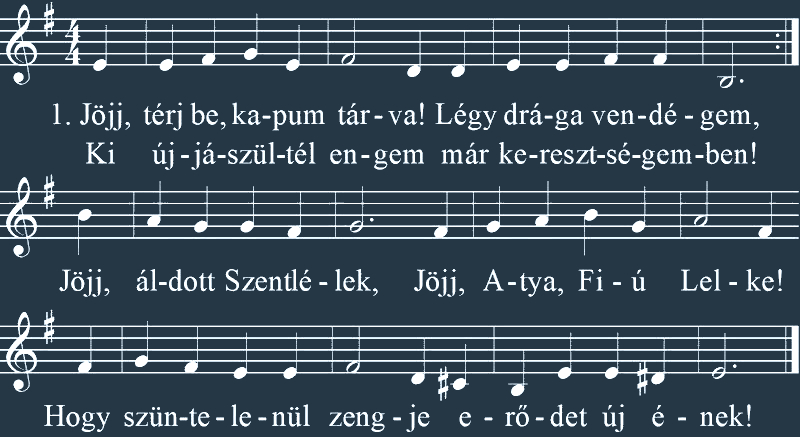 1. Jöjj, térj be, ka-pum tár-va! Légy drá-ga ven-dé-gem,
Ki új-já-szül-tél en-gem már ke-reszt-sé-gem-ben!
Jöjj, ál-dott Szentlé-lek, Jöjj, A-tya, Fi-ú Lel-ke!
Hogy szün-te-le-nül zeng-je e-rő-det új é-nek!